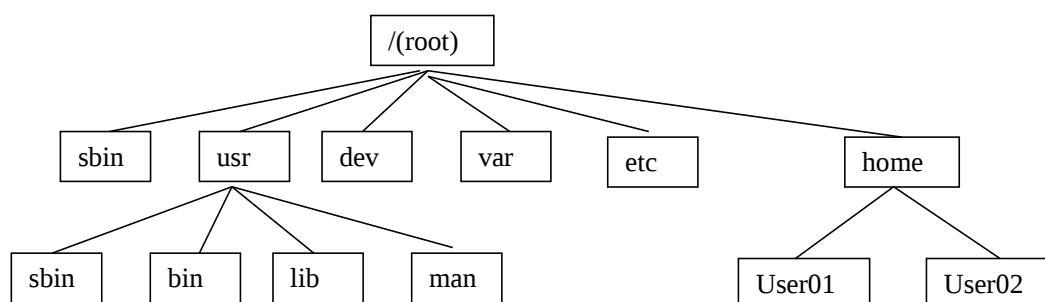 /(root)
sbin
usr
dev
var
etc
home
sbin
bin
lib
man
User01
User02